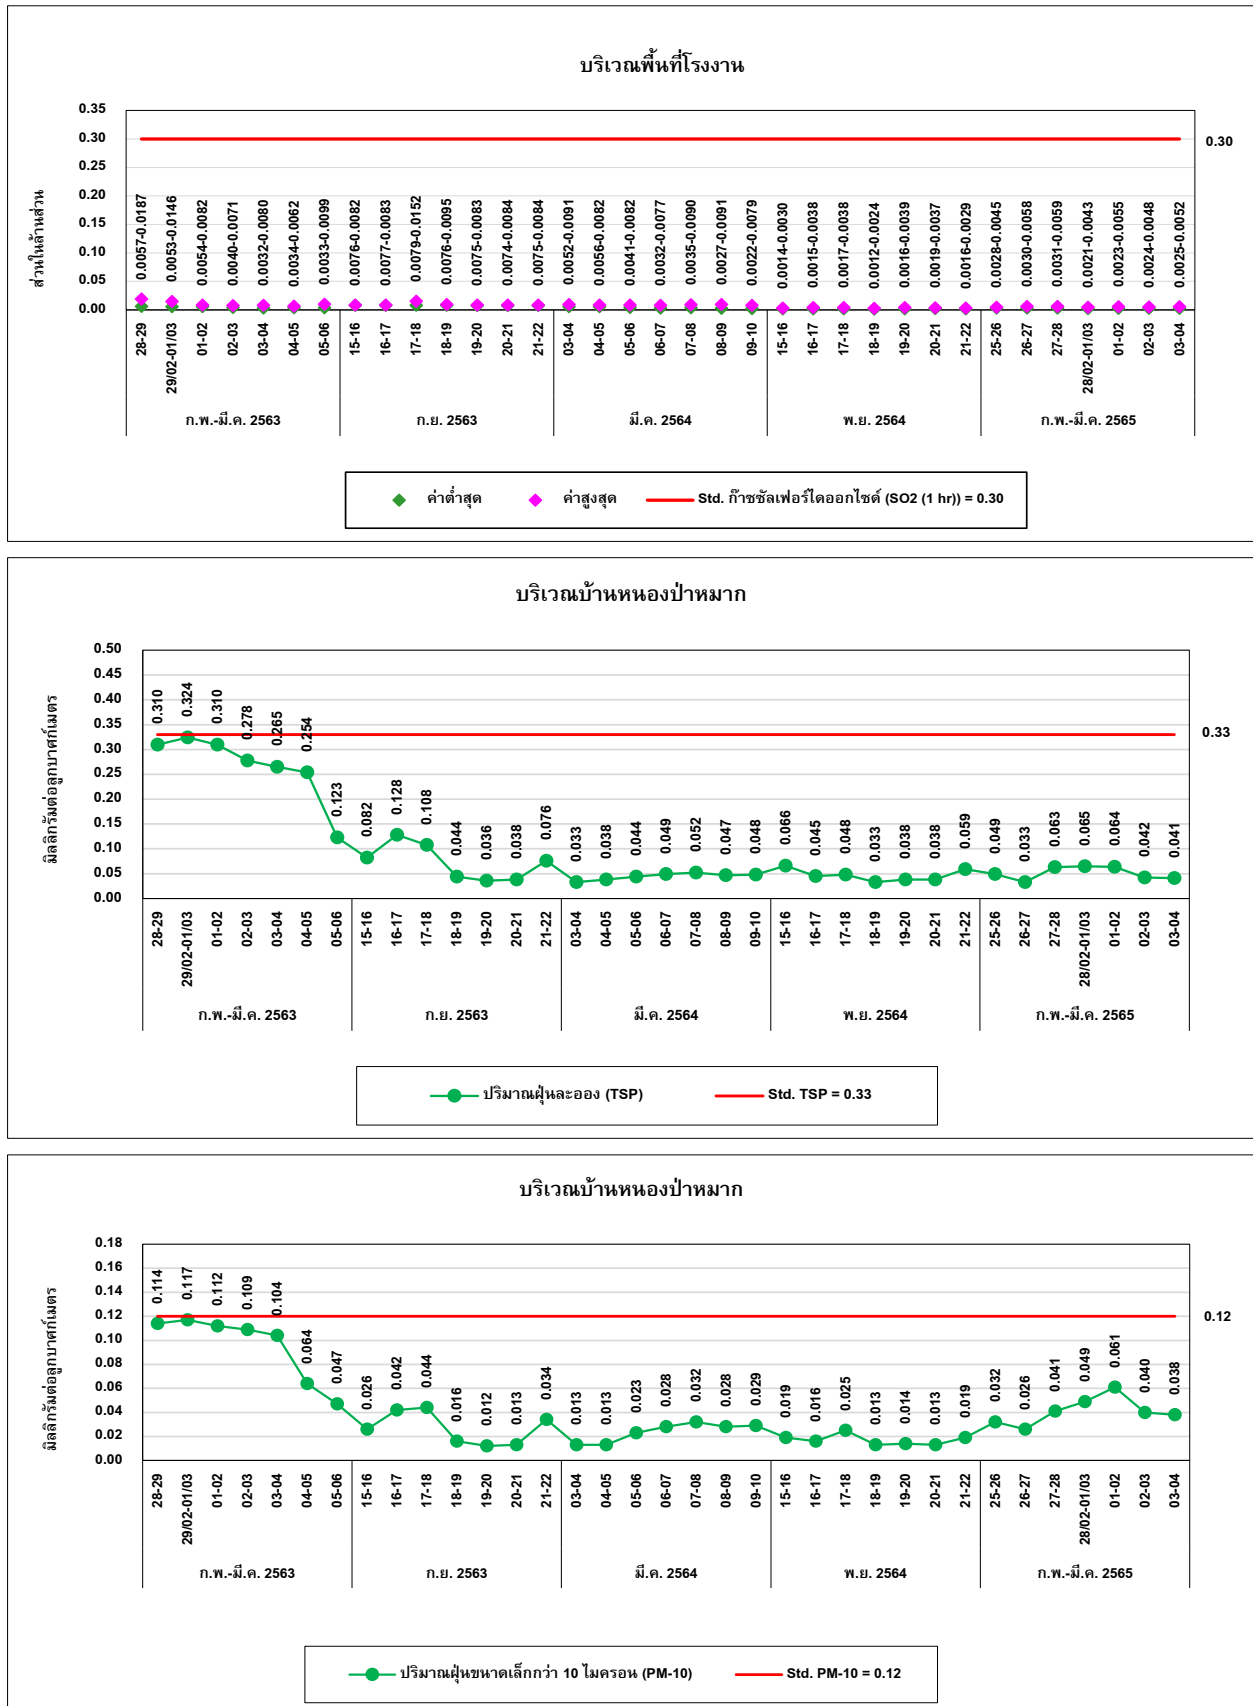 บริเวณพื้นที่โรงงาน
ส่วนในล้านส่วน
0.35
0.30
0.25
0.20
0.15
0.10
0.05
0.00
0.30
0.0057-0.0187 0.0053-0.0146 0.0054-0.0082 0.0040-0.0071 0.0032-0.0080 0.0034-0.0062 0.0033-0.0099 0.0076-0.0082 0.0077-0.0083 0.0079-0.0152 0.0076-0.0095 0.0075-0.0083 0.0074-0.0084 0.0075-0.0084 0.0052-0.0091 0.0056-0.0082 0.0041-0.0082 0.0032-0.0077 0.0035-0.0090 0.0027-0.0091 0.0022-0.0079 0.0014-0.0030 0.0015-0.0038 0.0017-0.0038 0.0012-0.0024 0.0016-0.0039 0.0019-0.0037 0.0016-0.0029 0.0028-0.0045 0.0030-0.0058 0.0031-0.0059 0.0021-0.0043 0.0023-0.0055 0.0024-0.0048 0.0025-0.0052
28-29 29/02-01/03 01-02 02-03 03-04 04-05 05-06 15-16 16-17 17-18 18-19 19-20 20-21 21-22 03-04 04-05 05-06 06-07 07-08 08-09 09-10 15-16 16-17 17-18 18-19 19-20 20-21 21-22 25-26 26-27 27-28 28/02-01/03 01-02 02-03 03-04
ก.พ.-มี.ค. 2563 ก.ย. 2563 มี.ค. 2564 พ.ย. 2564 ก.พ.-มี.ค. 2565
ค่าต่ำสุด ค่าสูงสุด Std. ก๊าซซัลเฟอร์ไดออกไซด์ (SO2 (1 hr)) = 0.30
บริเวณบ้านหนองป่าหมาก
มิลลิกรัมต่อลูกบาศก์เมตร
0.50
0.45
0.40
0.35
0.30
0.25
0.20
0.15
0.10
0.05
0.00
0.33
0.310 0.324 0.310 0.278 0.265 0.254 0.123 0.082 0.128 0.108 0.044 0.036 0.038 0.076 0.033 0.038 0.044 0.049 0.052 0.047 0.048 0.066 0.045 0.048 0.033 0.038 0.038 0.059 0.049 0.033 0.063 0.065 0.064 0.042 0.041
28-29 29/02-01/03 01-02 02-03 03-04 04-05 05-06 15-16 16-17 17-18 18-19 19-20 20-21 21-22 03-04 04-05 05-06 06-07 07-08 08-09 09-10 15-16 16-17 17-18 18-19 19-20 20-21 21-22 25-26 26-27 27-28 28/02-01/03 01-02 02-03 03-04
ก.พ.-มี.ค. 2563 ก.ย. 2563 มี.ค. 2564 พ.ย. 2564 ก.พ.-มี.ค. 2565
ปริมาณฝุ่นละออง (TSP) Std. TSP = 0.33
บริเวณบ้านหนองป่าหมาก
มิลลิกรัมต่อลูกบาศก์เมตร
0.18
0.16
0.14
0.12
0.10
0.08
0.06
0.04
0.02
0.00
0.12
0.114 0.117 0.112 0.109 0.104 0.064 0.047 0.026 0.042 0.044 0.016 0.012 0.013 0.034 0.013 0.013 0.023 0.028 0.032 0.028 0.029 0.019 0.016 0.025 0.013 0.014 0.013 0.019 0.032 0.026 0.041 0.049 0.061 0.040 0.038
28-29 29/02-01/03 01-02 02-03 03-04 04-05 05-06 15-16 16-17 17-18 18-19 19-20 20-21 21-22 03-04 04-05 05-06 06-07 07-08 08-09 09-10 15-16 16-17 17-18 18-19 19-20 20-21 21-22 25-26 26-27 27-28 28/02-01/03 01-02 02-03 03-04
ก.พ.-มี.ค. 2563 ก.ย. 2563 มี.ค. 2564 พ.ย. 2564 ก.พ.-มี.ค. 2565
ปริมาณฝุ่นขนาดเล็กกว่า 10 ไมครอน (PM-10) Std. PM-10 = 0.12